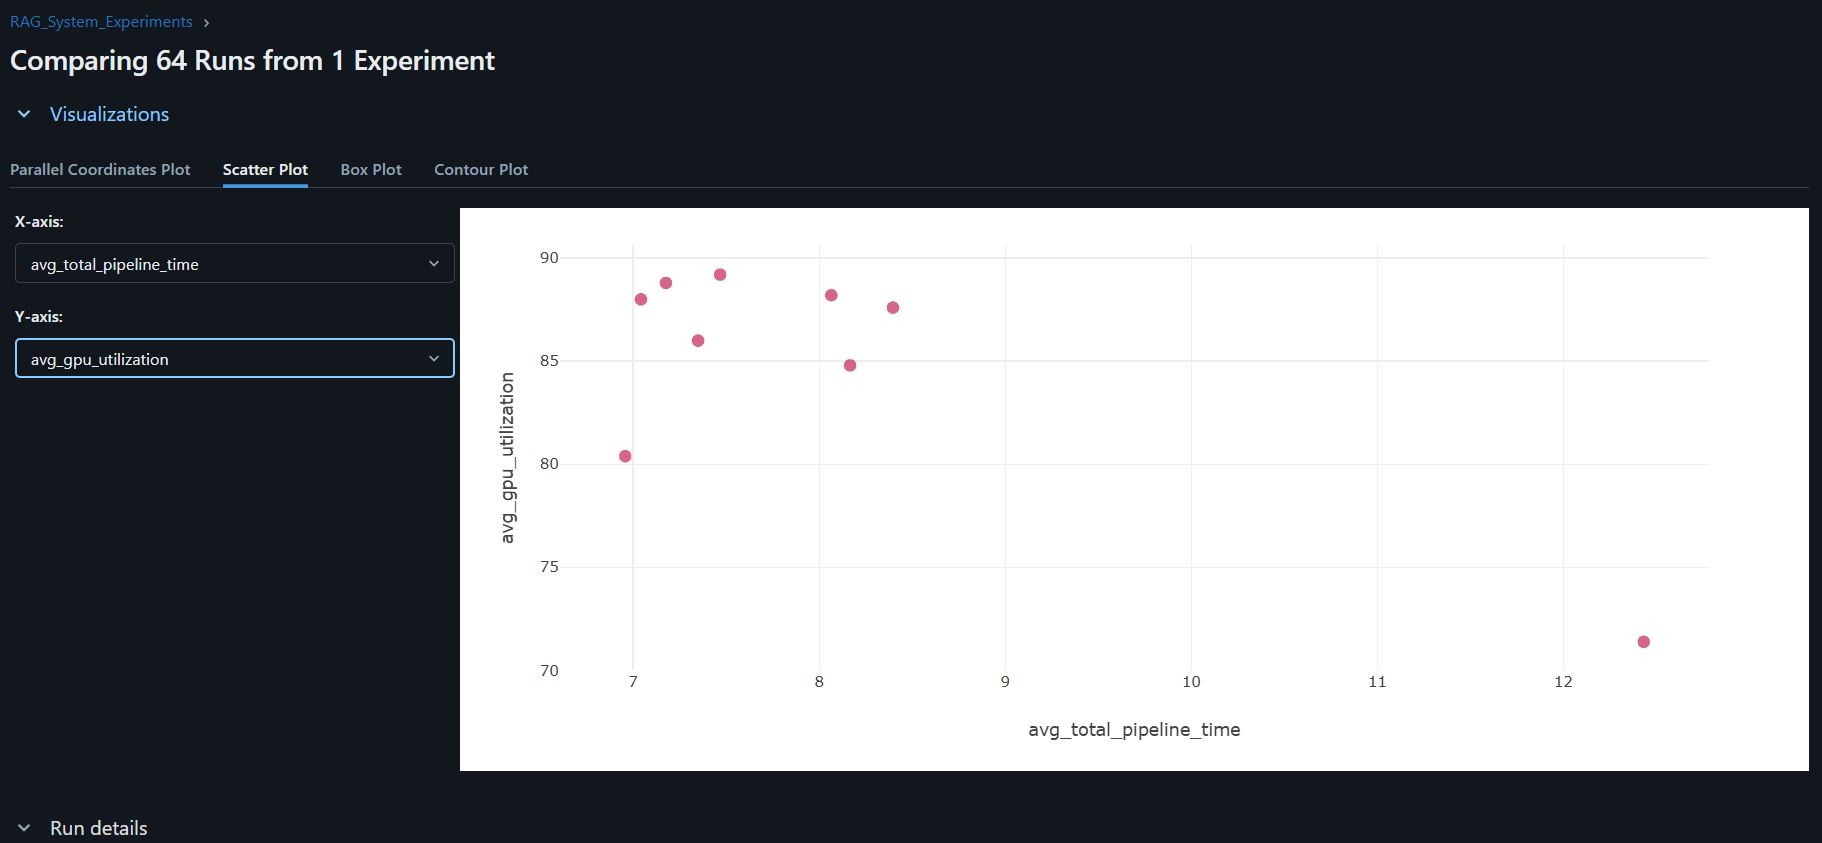 RAG_System_Experiments
Comparing 64 Runs from 1 Experiment
Visualizations
Parallel Coordinates Plot
Scatter Plot
Box Plot
Contour Plot
X-axis:
avg_total_pipeline_time
Y-axis:
avg_gpu_utilization
90
85
80
75
70
avg_gpu_utilization
7
8
9
10
11
12
avg_total_pipeline_time
Run details